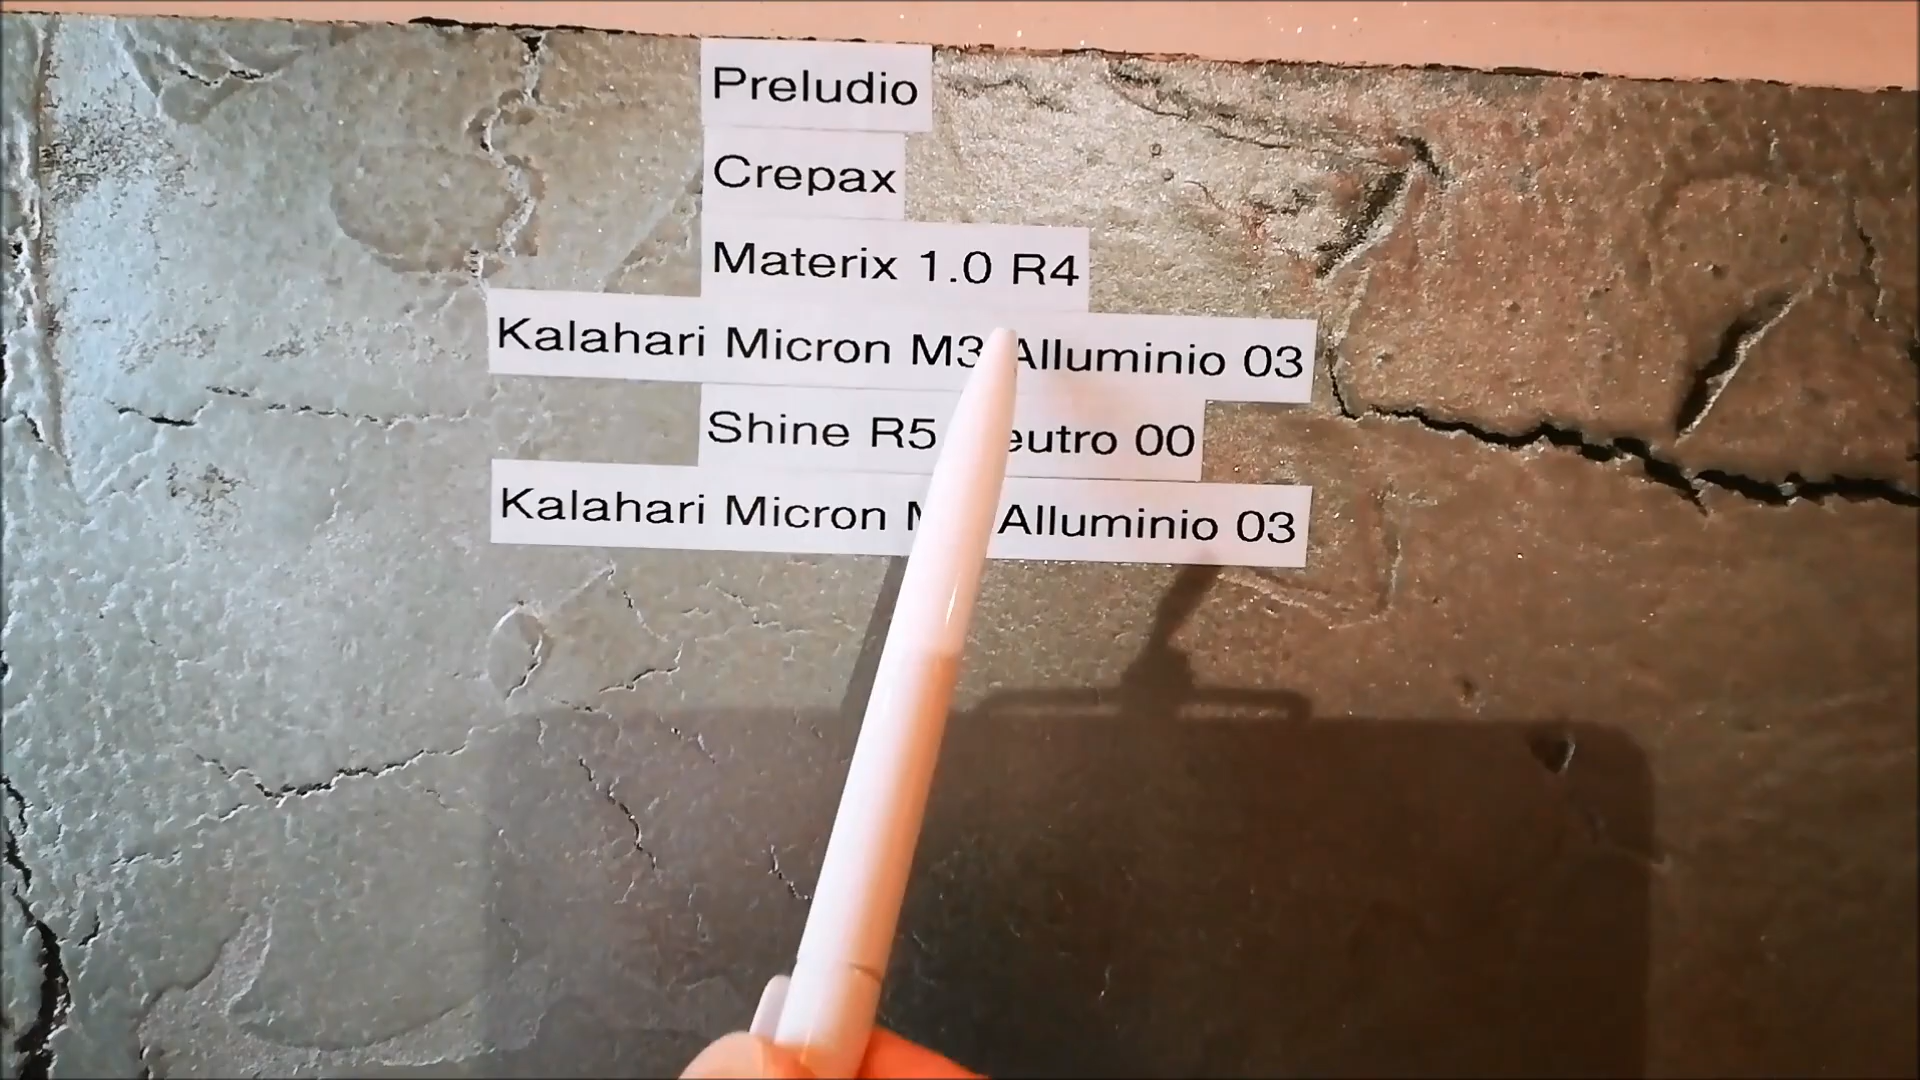 Preludio
Crepax
Materix 1.0 R4
Kalahari Micron M3 Alluminio 03
Shine R5 00
Kalahari Micron Alluminio 03